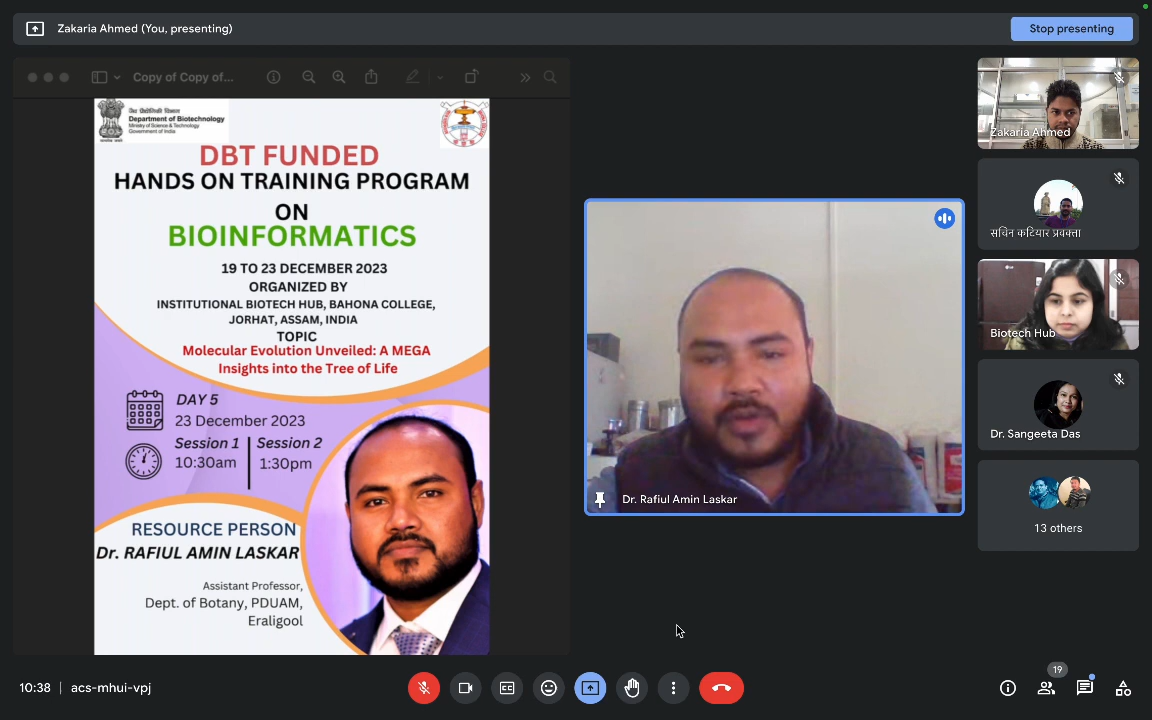 Zakaria Ahmed (You, presenting)
Stop presenting
Copy of Copy of...
Department of Biotechnology
Ministry of Science & Technology
Government of India
DBT FUNDED
HANDS ON TRAINING PROGRAM
ON
BIOINFORMATICS
19 TO 23 DECEMBER 2023
ORGANIZED BY
INSTITUTIONAL BIOTECH HUB, BAHONA COLLEGE,
JORHAT, ASSAM, INDIA
TOPIC
Molecular Evolution Unveiled: A MEGA
Insights into the Tree of Life
DAY 5
23 December 2023
Session 1 Session 2
10:30am 1:30pm
RESOURCE PERSON
Dr. RAFIUL AMIN LASKAR
Assistant Professor,
Dept. of Botany, PDUAM,
Eraligool
Dr. Rafiul Amin Laskar
Zakaria Ahmed
सचिन कटियार प्रवक्ता
Biotech Hub
Dr. Sangeeta Das
13 others
10:38 | acs-mhui-vpj
CC
19